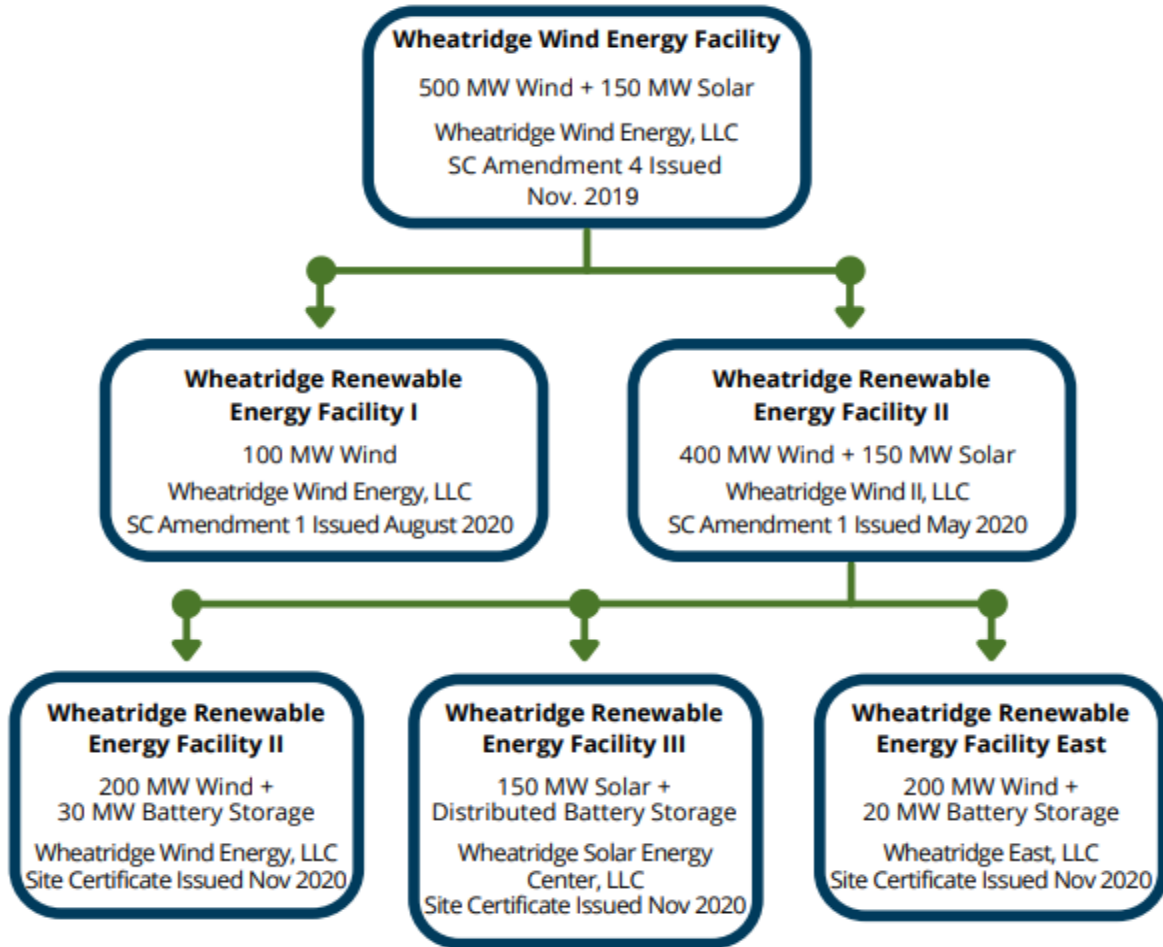 Wheatridge Wind Energy Facility
500 MW Wind + 150 MW Solar
Wheatridge Wind Energy, LLC
SC Amendment 4 Issued
Nov. 2019
Wheatridge Renewable
Energy Facility I
100 MW Wind
Wheatridge Wind Energy, LLC
SC Amendment 1 Issued August 2020
Wheatridge Renewable
Energy Facility II
400 MW Wind + 150 MW Solar
Wheatridge Wind II, LLC
SC Amendment 1 Issued May 2020
Wheatridge Renewable
Energy Facility II
200 MW Wind +
30 MW Battery Storage
Wheatridge Wind Energy, LLC
Site Certificate Issued Nov 2020
Wheatridge Renewable
Energy Facility III
150 MW Solar +
Distributed Battery Storage
Wheatridge Solar Energy
Center, LLC
Site Certificate Issued Nov 2020
Wheatridge Renewable
Energy Facility East
200 MW Wind +
20 MW Battery Storage
Wheatridge East, LLC
Site Certificate Issued Nov 2020